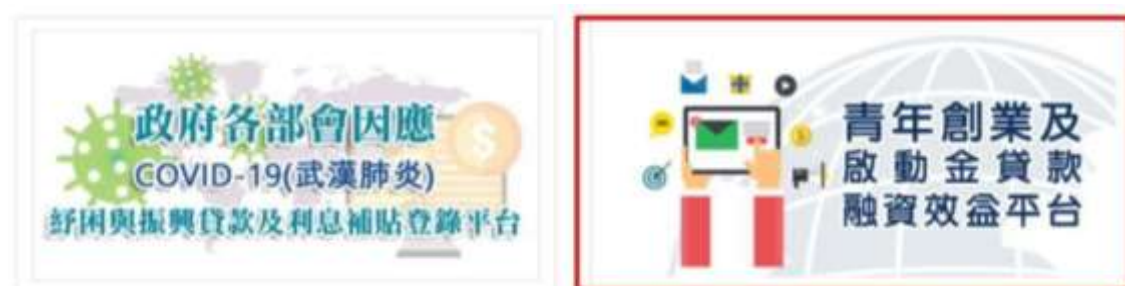 政府各部會因應
COVID-19(武漢肺炎)
紓困與振興貸款及利息補貼登錄平台
青年創業及
啟動金貸款
融資效益平台